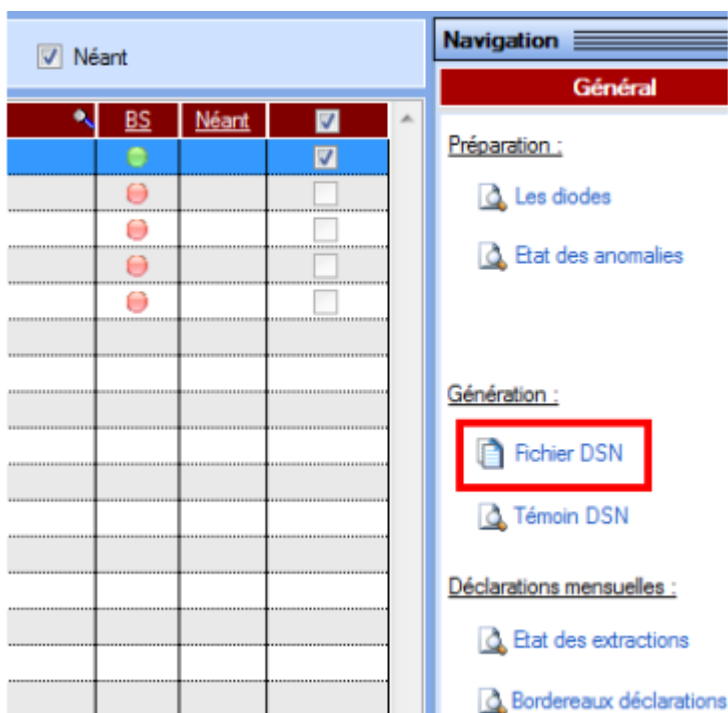 Néant
BS Néant
Navigation
Général
Préparation :
Les diodes
Etat des anomalies
Génération :
Fichier DSN
Témoin DSN
Déclarations mensuelles :
Etat des extractions
Bordereaux déclarations